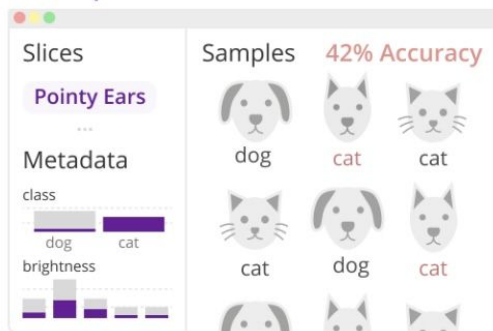 Slices
Pointy Ears
...
Metadata
class
dog cat
brightness
Samples 42% Accuracy
dog cat cat
cat dog cat